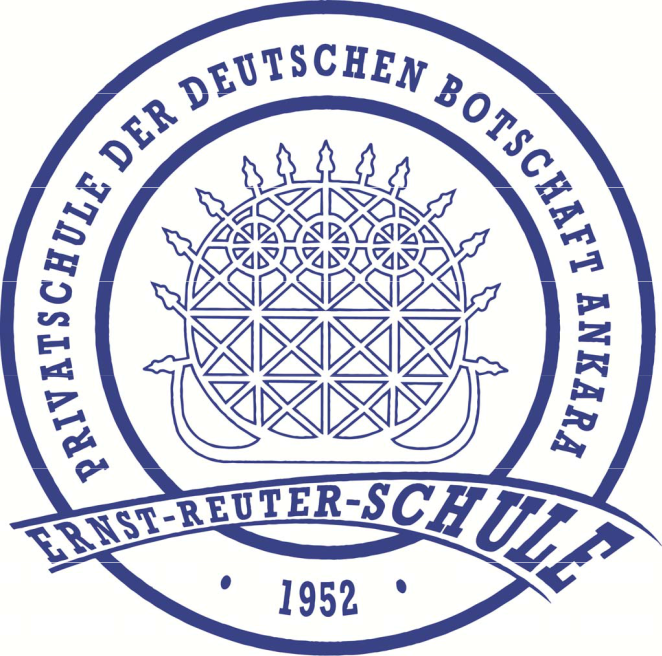 PRIVATSCHULE DER DEUTSCHEN BOTSCHAFT ANKARA
ERNST-REUTER-SCHULE
• 1952 •